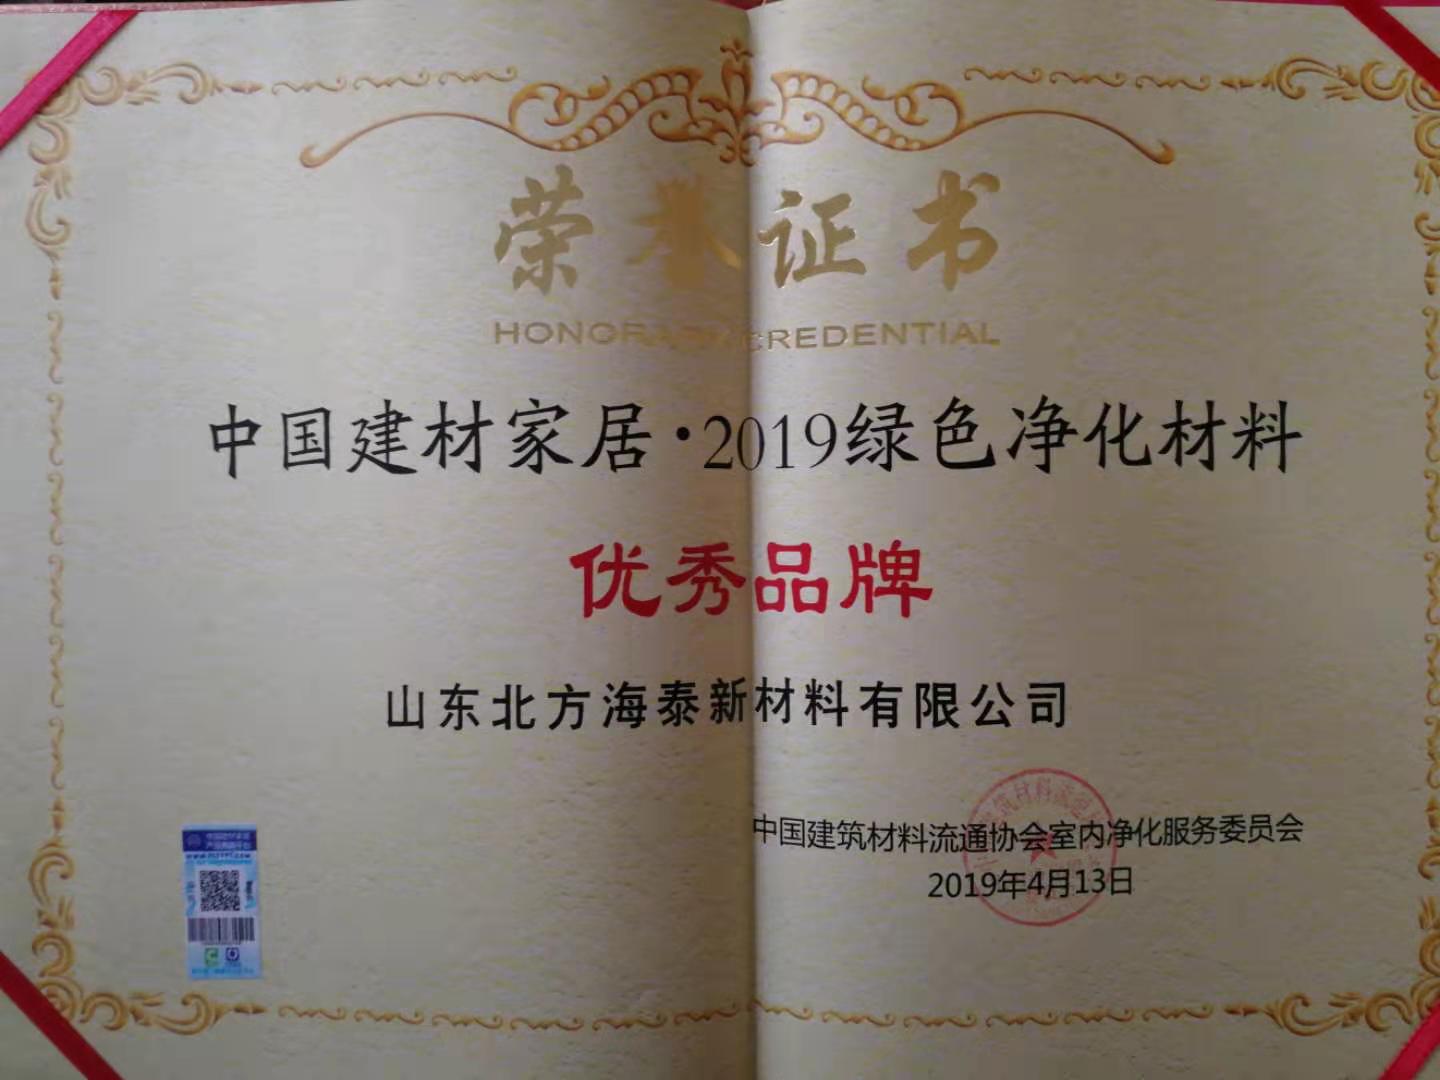 荣誉证书
HONORARY CREDENTIAL
中国建材家居·2019绿色净化材料
优秀品牌
山东北方海泰新材料有限公司
中国建筑材料流通协会室内净化服务委员会
2019年4月13日